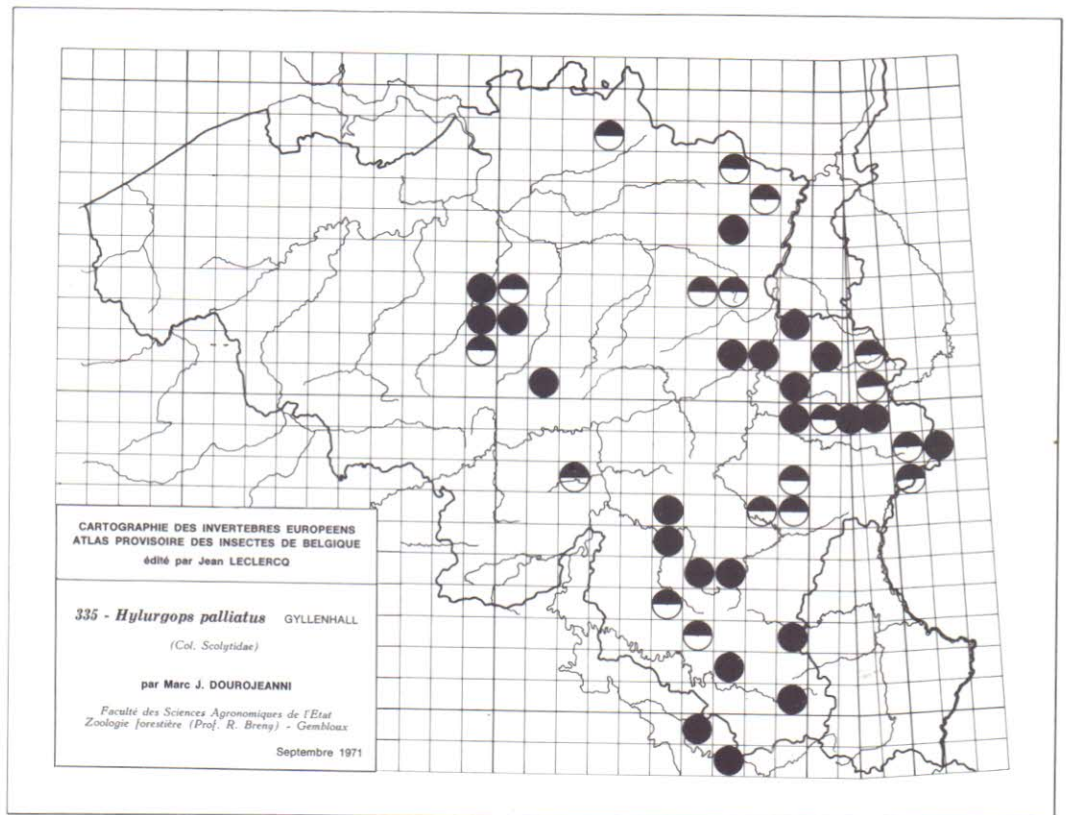 CARTOGRAPHIE DES INVERTEBRES EUROPEENS
ATLAS PROVISOIRE DES INSECTES DE BELGIQUE
édité par Jean LECLERCQ
335 - Hylurgops palliatus GYLLENHALL
(Col. Scolytidae)
par Marc J. DOUROJEANNI
Faculté des Sciences Agronomiques de l'Etat
Zoologie forestière (Prof. R. Breny) - Gembloux
Septembre 1971